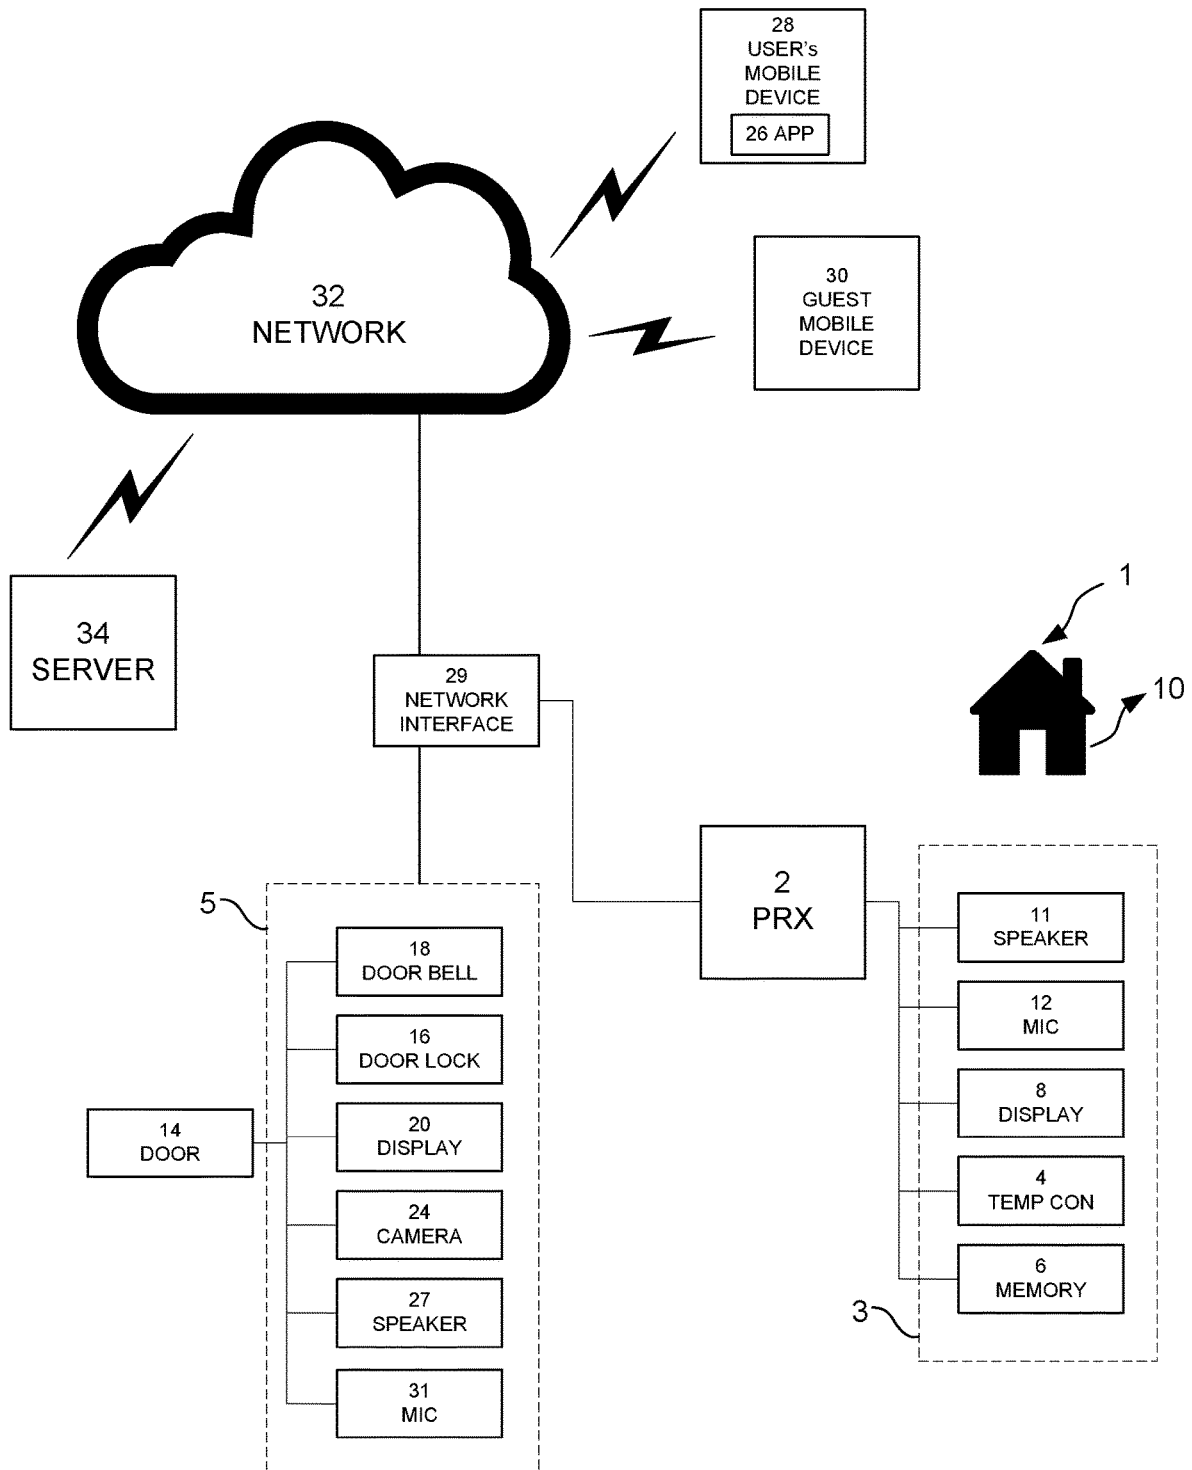 28
USER's
MOBILE
DEVICE
26 APP
30
GUEST
MOBILE
DEVICE
32
NETWORK
34
SERVER
1
10
29
NETWORK
INTERFACE
2
PRX
5
18
DOOR BELL
16
DOOR LOCK
20
DISPLAY
24
CAMERA
27
SPEAKER
31
MIC
14
DOOR
11
SPEAKER
12
MIC
8
DISPLAY
4
TEMP CON
6
MEMORY
3